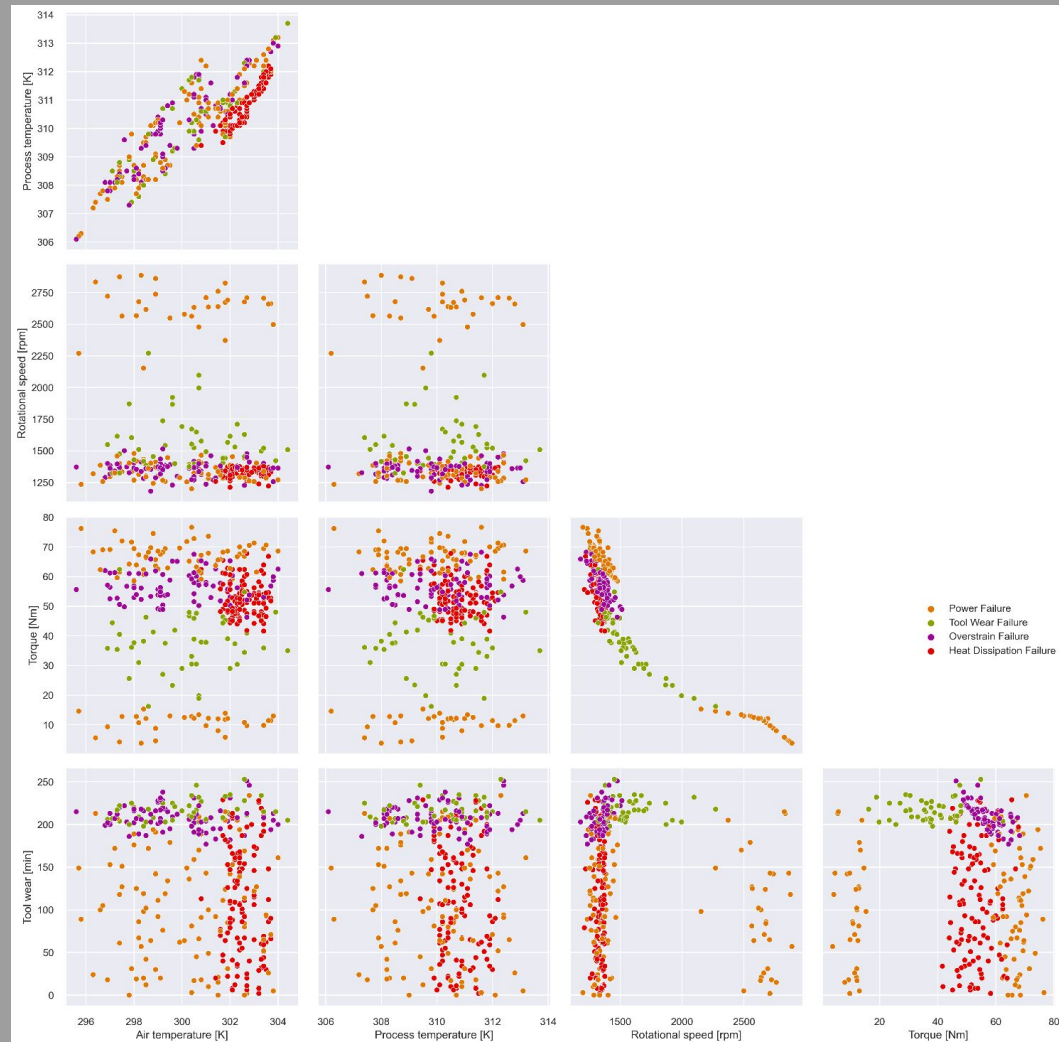 314
313
312
311
310
309
308
307
306
Process temperature [K]
2750
2500
2250
2000
1750
1500
1250
Rotational speed [rpm]
80
70
60
50
40
30
20
10
Torque [Nm]
Power Failure
Tool Wear Failure
Overstrain Failure
Heat Dissipation Failure
250
200
150
100
50
0
Tool wear [min]
296 298 300 302 304
306 308 310 312 314
1500 2000 2500
20 40 60 80
Air temperature [K]
Process temperature [K]
Rotational speed [rpm]
Torque [Nm]